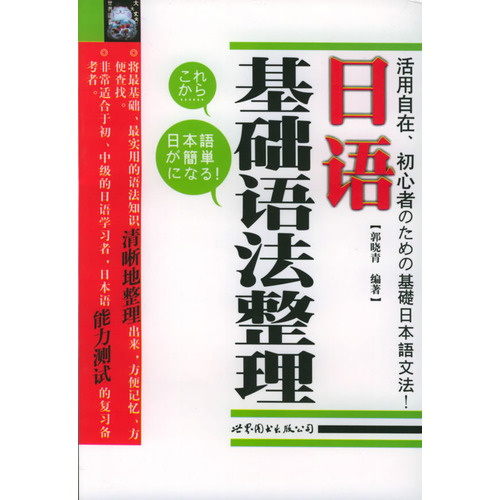 活用自在、初心者のための基礎日本語文法！
日语
【郭晓青 编著】
基础语法整理
これ
から……
日本語
が簡単
になる！
※将最基础、最实用的语法知识清晰地整理出来，方便记忆、方
便查找。
※非常适合于初、中级的日语学习者，日本语能力测试的复习备
考者。
世界图书出版公司